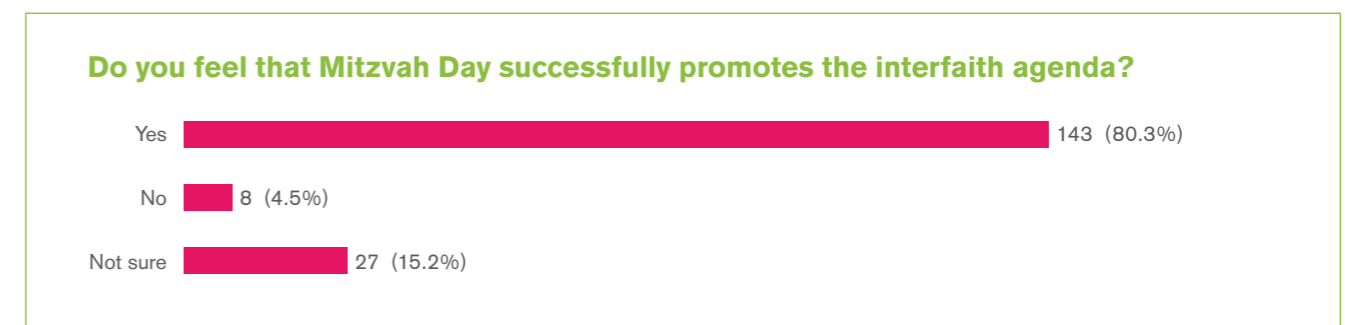 Do you feel that Mitzvah Day successfully promotes the interfaith agenda?
Yes 143 (80.3%)
No 8 (4.5%)
Not sure 27 (15.2%)